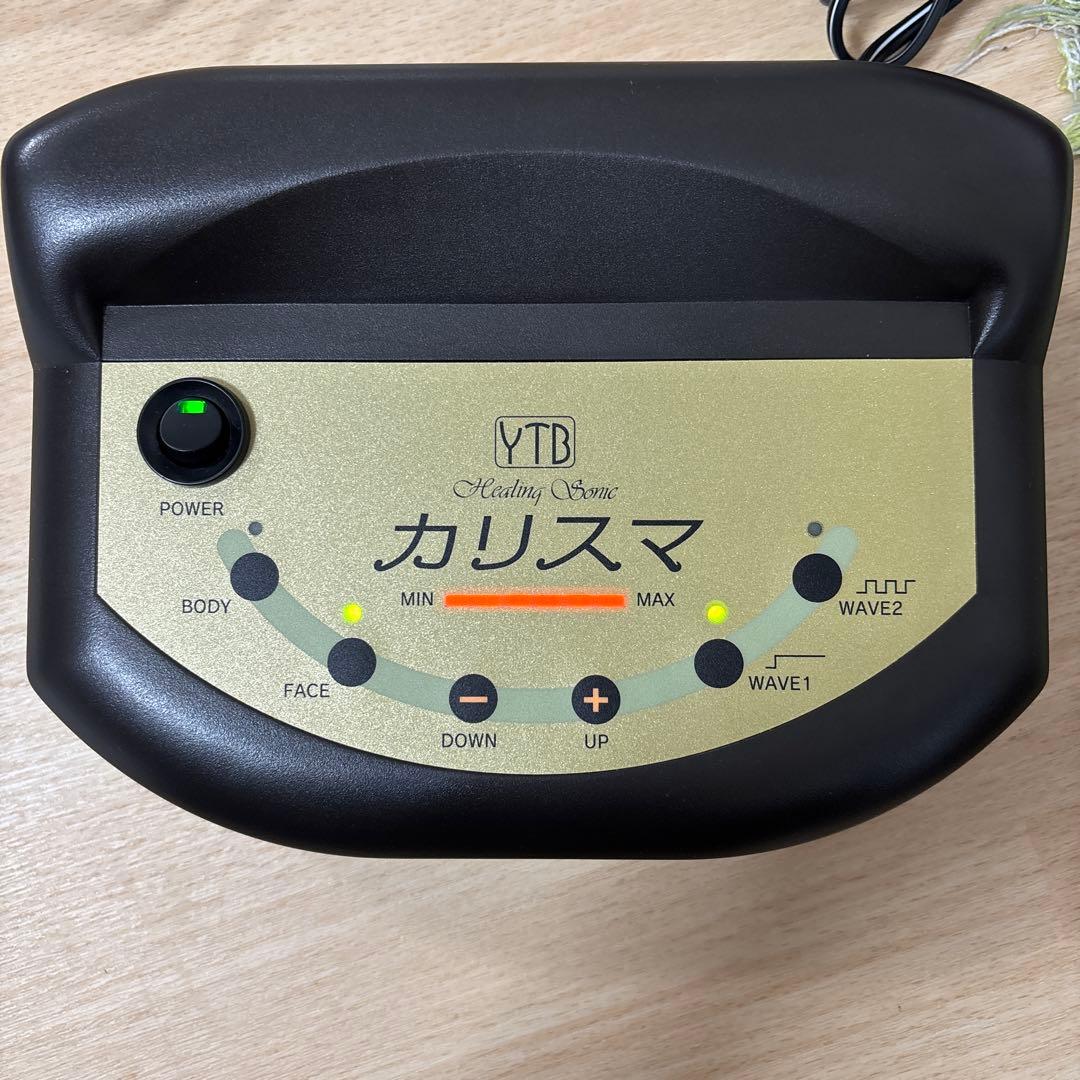 YTB
Healing Sonic
カリスマ
POWER
MIN MAX
BODY
WAVE2
FACE
WAVE1
− DOWN
+ UP